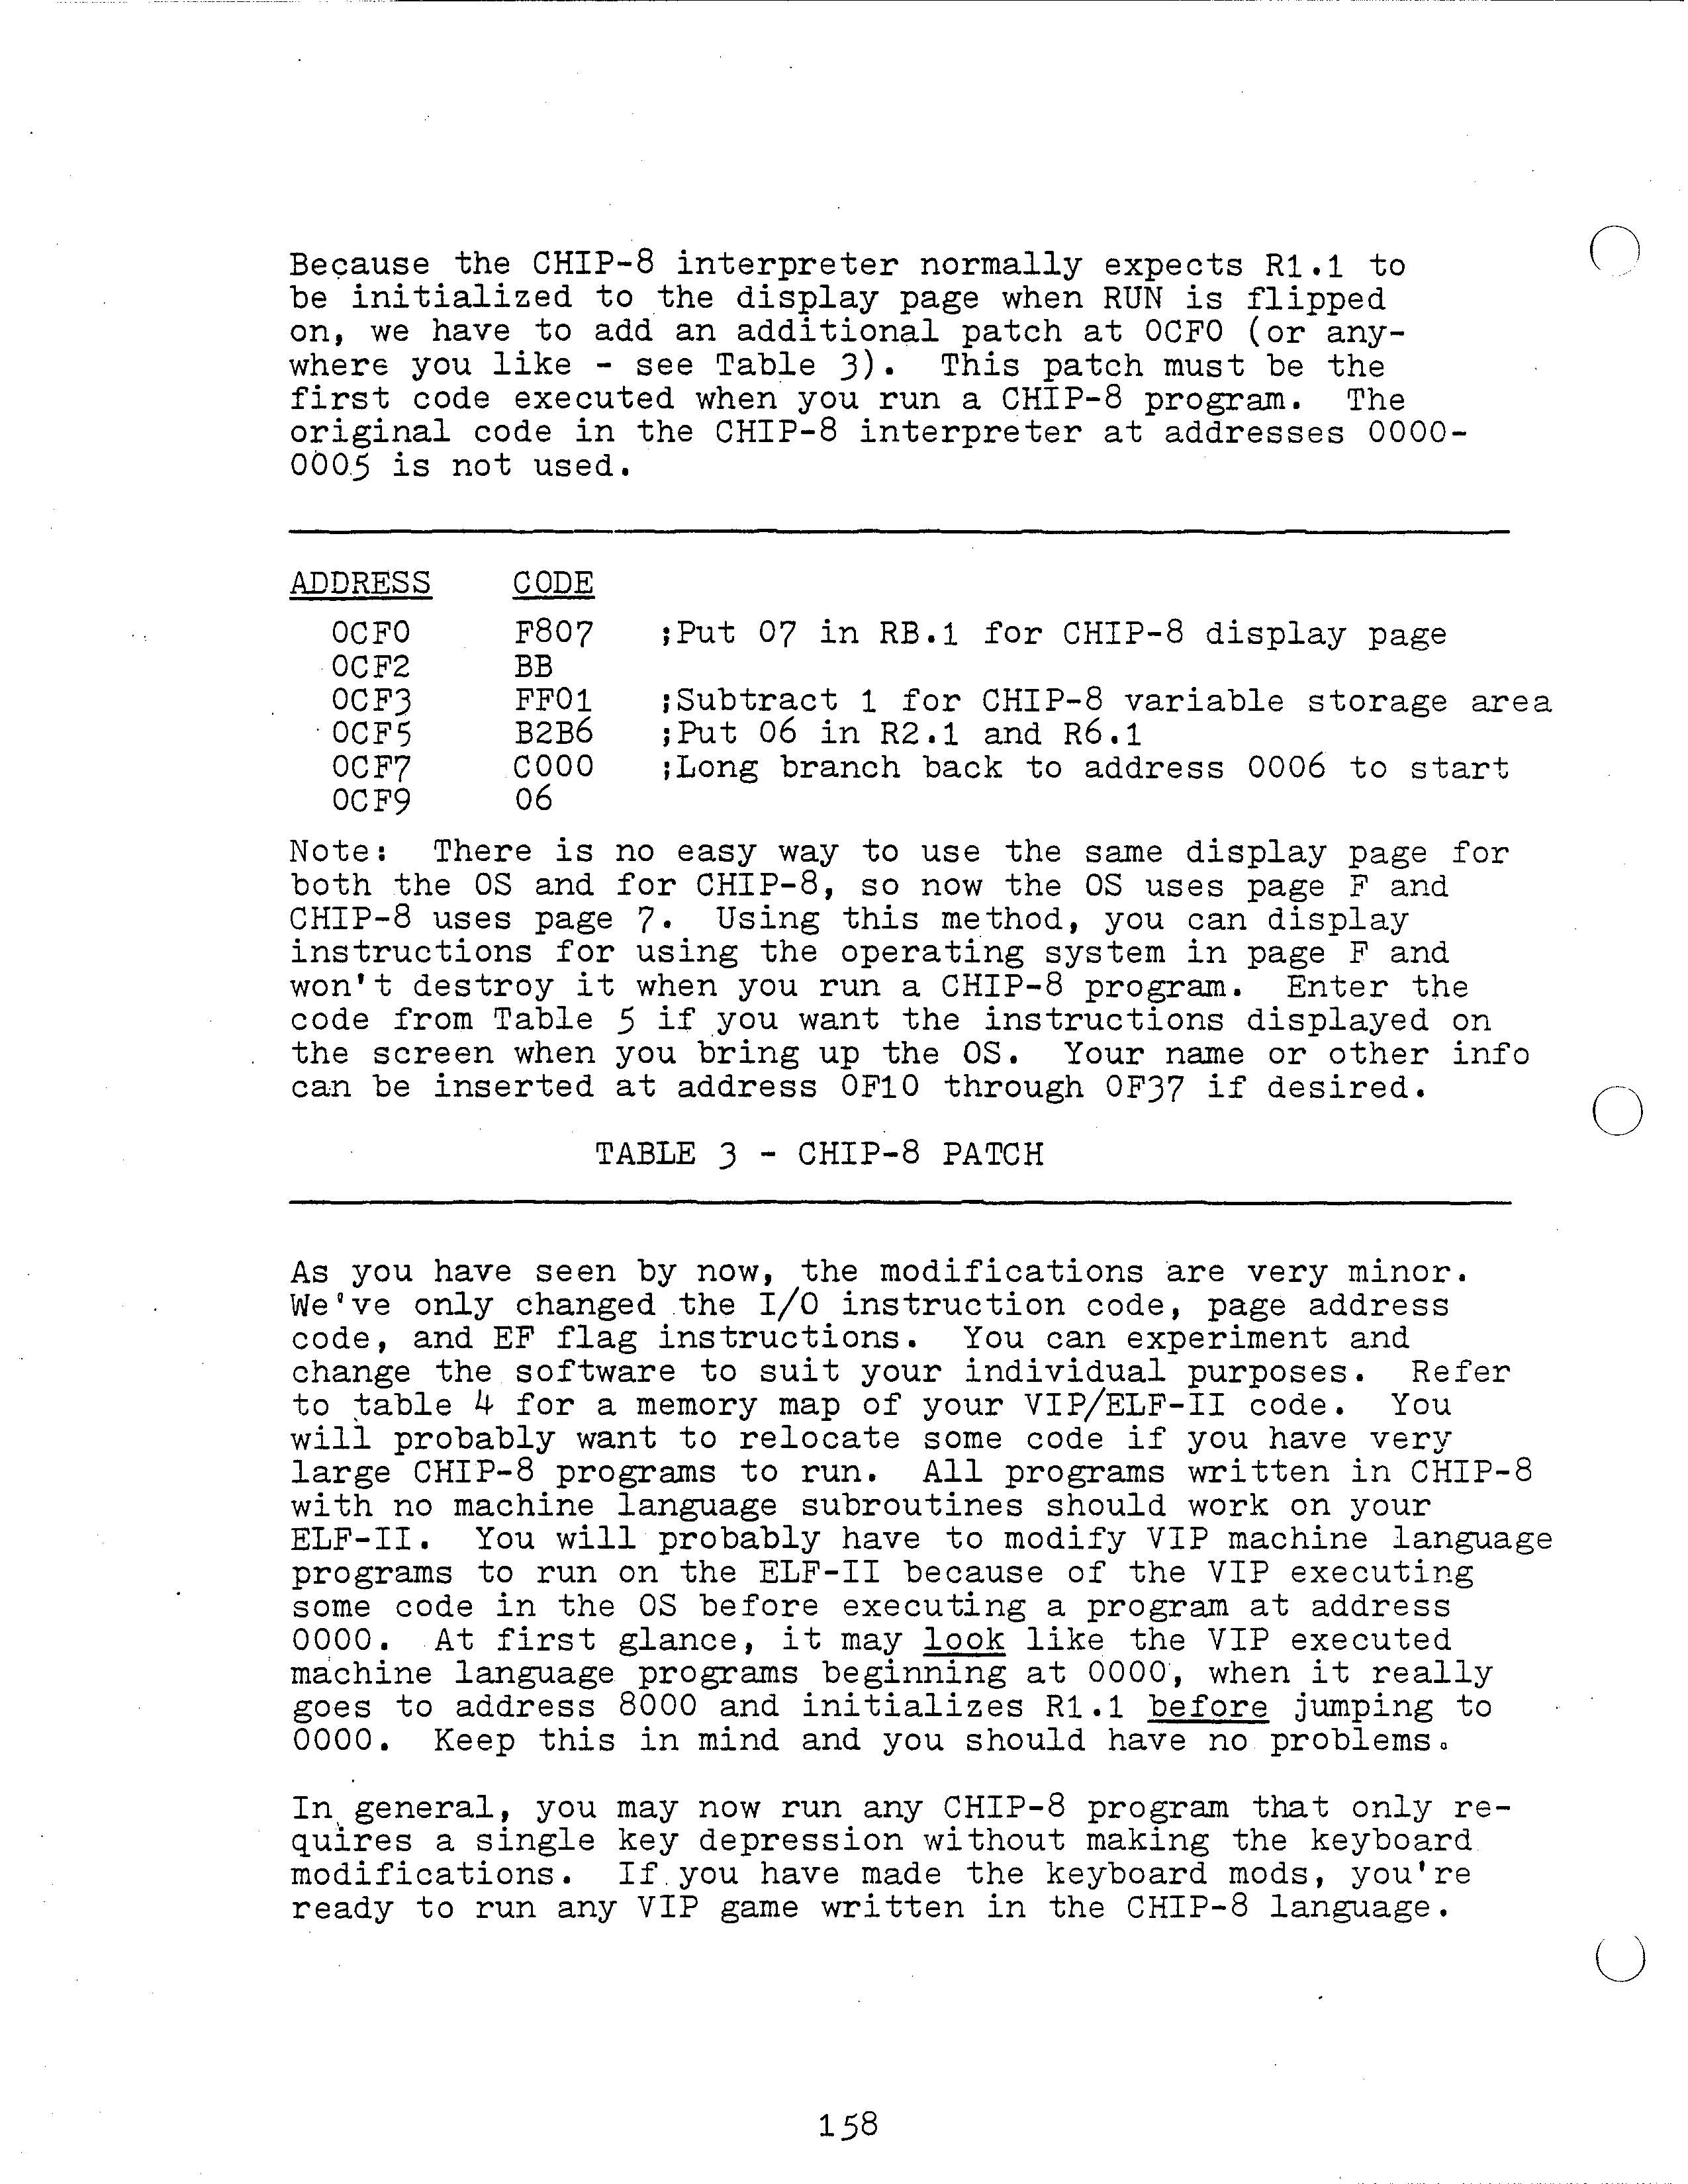 Because the CHIP-8 interpreter normally expects R1.1 to
be initialized to the display page when RUN is flipped
on, we have to add an additional patch at 0CF0 (or any-
where you like - see Table 3).  This patch must be the
first code executed when you run a CHIP-8 program.  The
original code in the CHIP-8 interpreter at addresses 0000-
0005 is not used.
ADDRESS CODE
0CF0 F807 ;Put 07 in RB.1 for CHIP-8 display page
0CF2 BB
0CF3 FF01 ;Subtract 1 for CHIP-8 variable storage area
0CF5 B2B6 ;Put 06 in R2.1 and R6.1
0CF7 C000 ;Long branch back to address 0006 to start
0CF9 06
Note:  There is no easy way to use the same display page for
both the OS and for CHIP-8, so now the OS uses page F and
CHIP-8 uses page 7.  Using this method, you can display
instructions for using the operating system in page F and
won't destroy it when you run a CHIP-8 program.  Enter the
code from Table 5 if you want the instructions displayed on
the screen when you bring up the OS.  Your name or other info
can be inserted at address 0F10 through 0F37 if desired.
TABLE 3 - CHIP-8 PATCH
As you have seen by now, the modifications are very minor.
We've only changed the I/O instruction code, page address
code, and EF flag instructions.  You can experiment and
change the software to suit your individual purposes.  Refer
to table 4 for a memory map of your VIP/ELF-II code.  You
will probably want to relocate some code if you have very
large CHIP-8 programs to run.  All programs written in CHIP-8
with no machine language subroutines should work on your
ELF-II.  You will probably have to modify VIP machine language
programs to run on the ELF-II because of the VIP executing
some code in the OS before executing a program at address
0000.  At first glance, it may look like the VIP executed
machine language programs beginning at 0000, when it really
goes to address 8000 and initializes R1.1 before jumping to
0000.  Keep this in mind and you should have no problems.
In general, you may now run any CHIP-8 program that only re-
quires a single key depression without making the keyboard
modifications.  If you have made the keyboard mods, you're
ready to run any VIP game written in the CHIP-8 language.
158